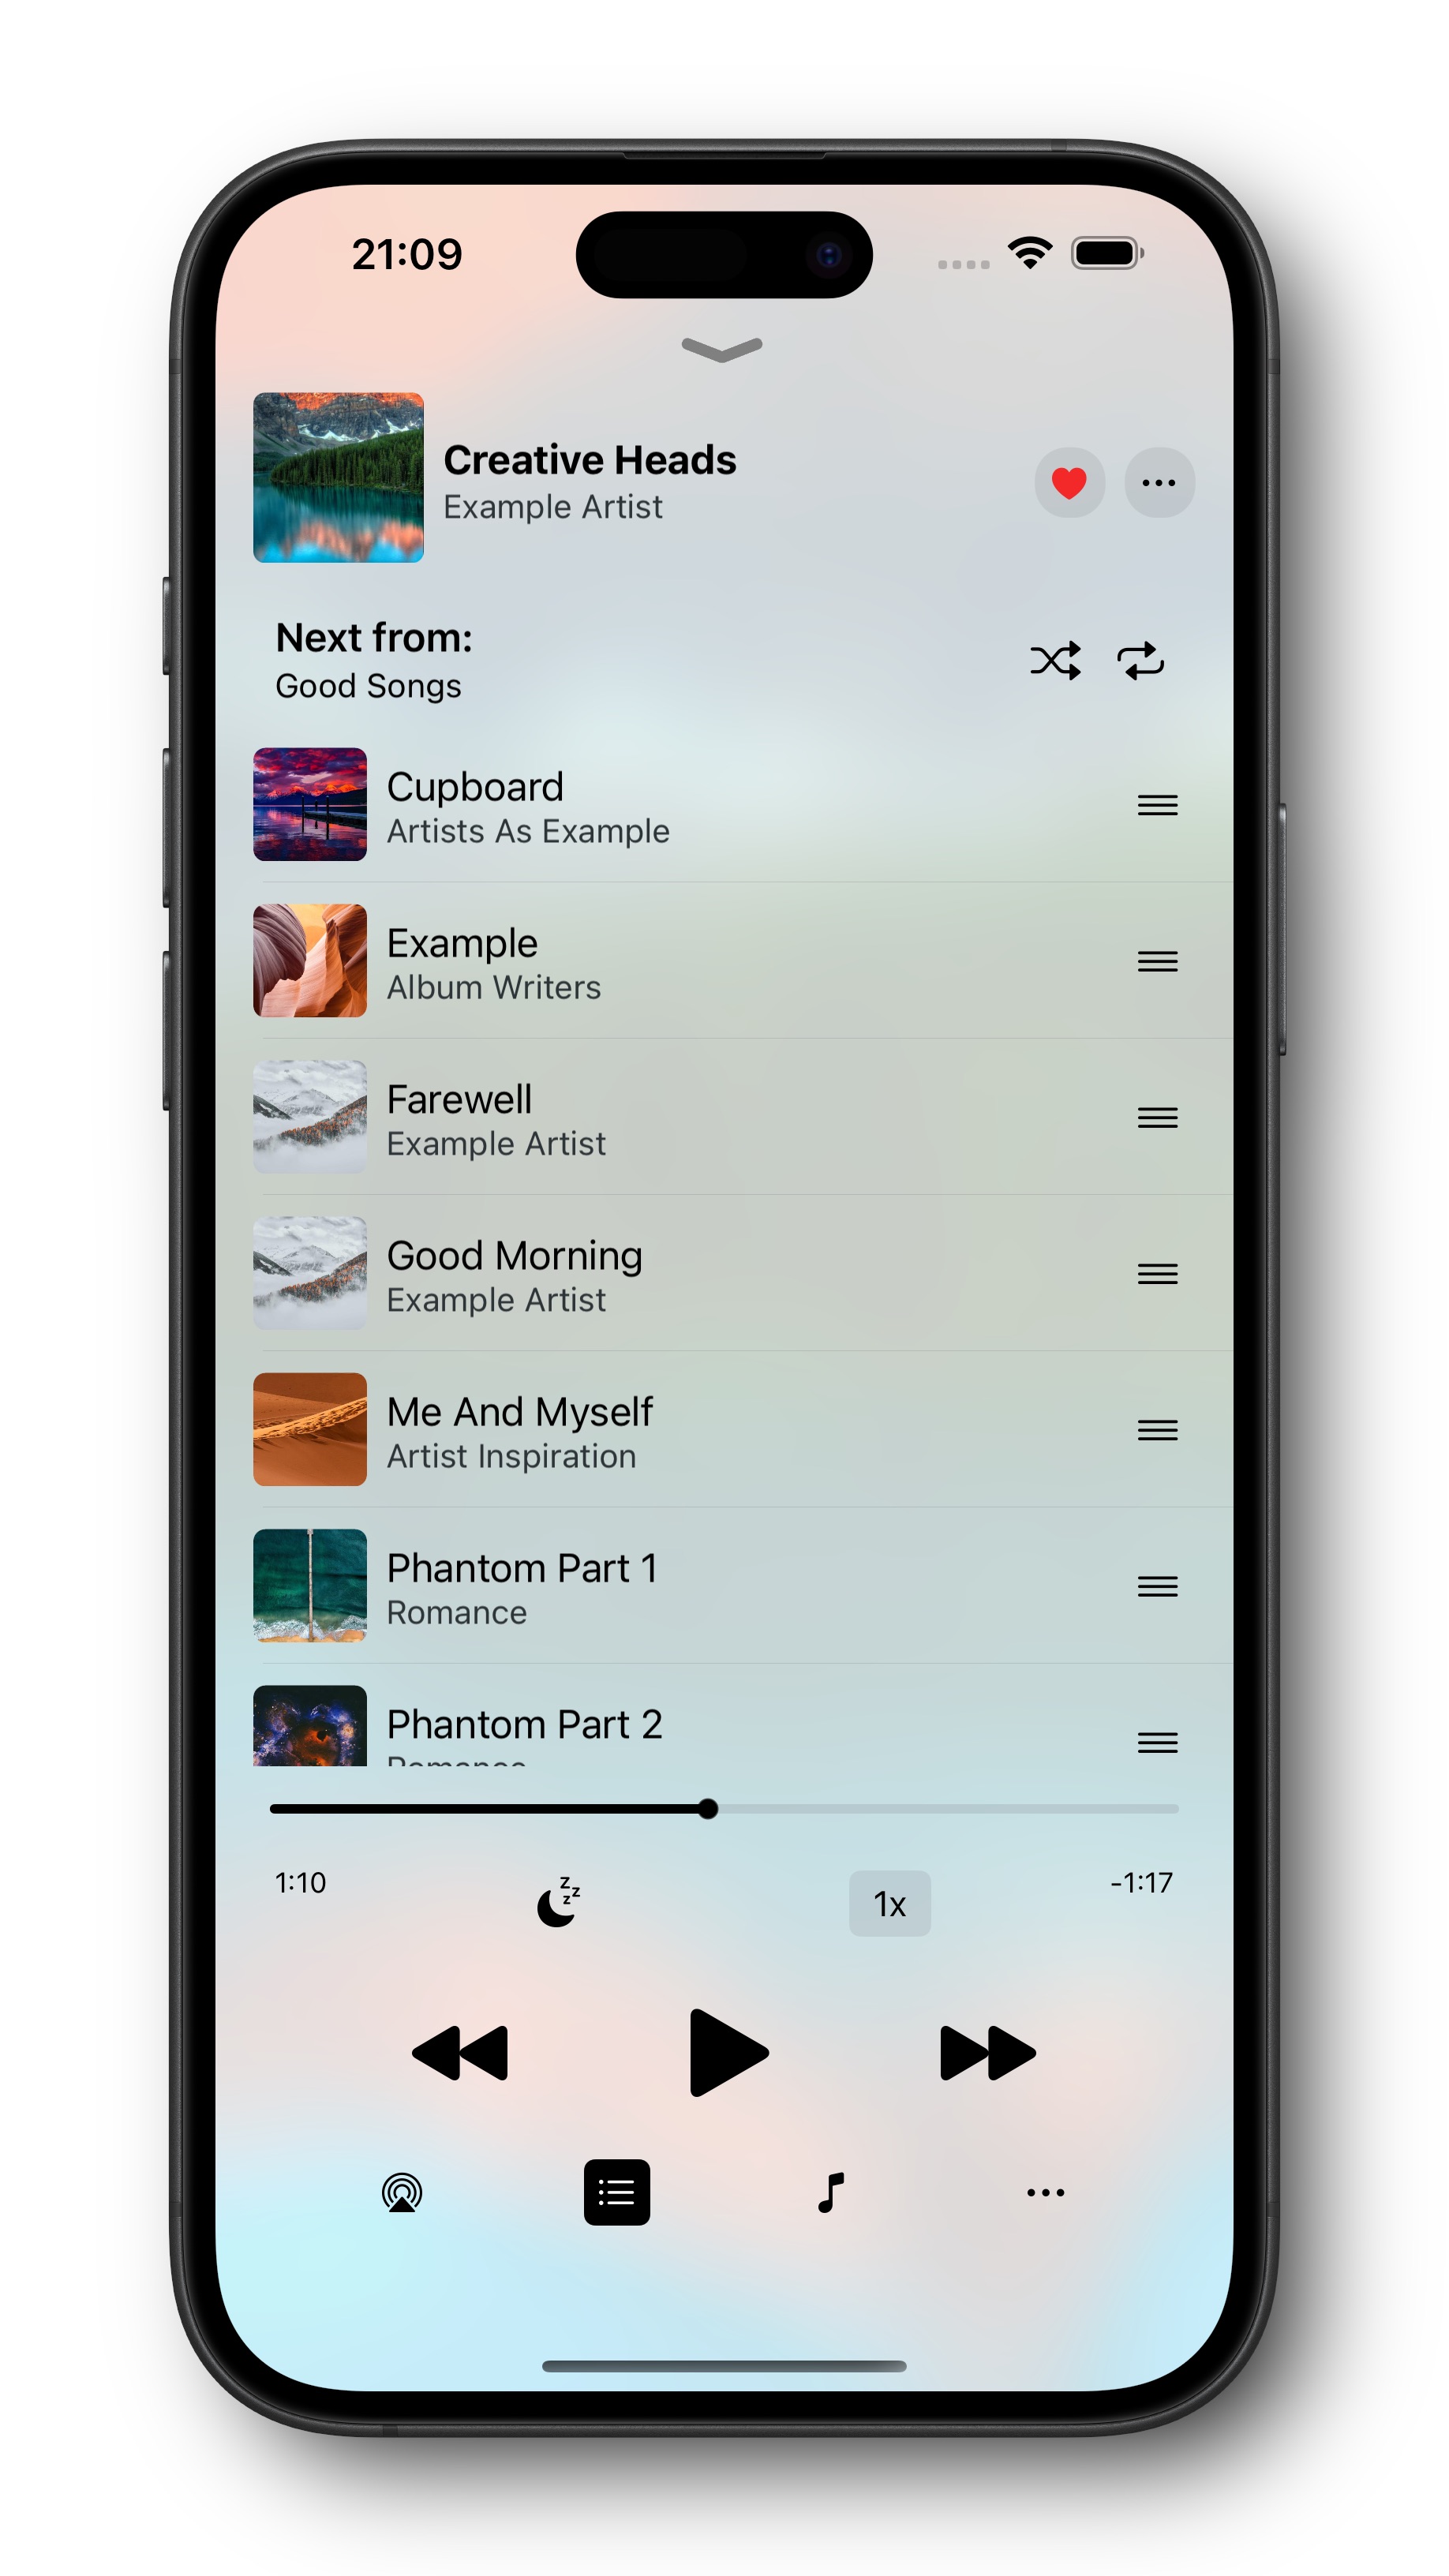 21:09
Creative Heads
Example Artist
Next from:
Good Songs
Cupboard
Artists As Example
Example
Album Writers
Farewell
Example Artist
Good Morning
Example Artist
Me And Myself
Artist Inspiration
Phantom Part 1
Romance
Phantom Part 2
Romance
1:10
zzz
1x
-1:17